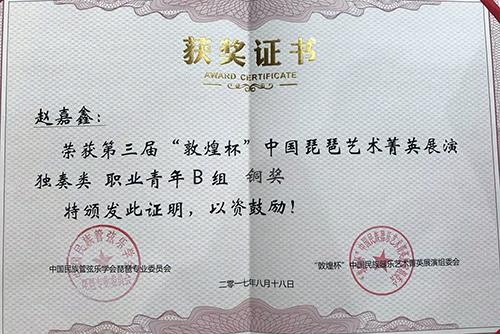 获奖证书
AWARD CERTIFICATE
赵嘉鑫：
荣获第三届“敦煌杯”中国琵琶艺术菁英展演
独奏类 职业青年B组 铜奖
特颁发此证明，以资鼓励！
中国民族管弦乐学会琵琶专业委员会
“敦煌杯”中国民族器乐艺术菁英展演组委会
二零一七年八月十八日